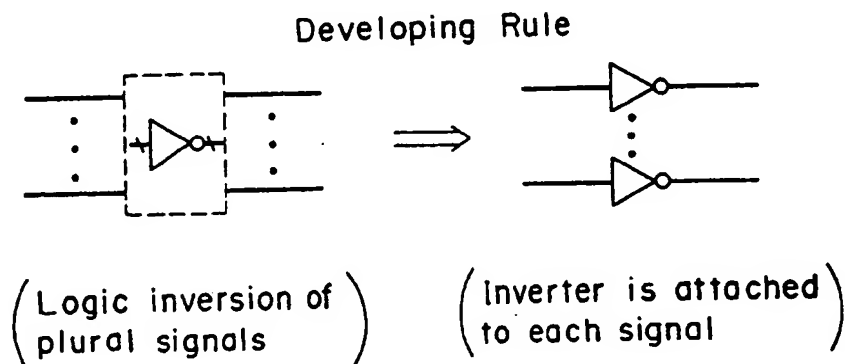 Developing Rule
(Logic inversion of
plural signals)
(Inverter is attached
to each signal)